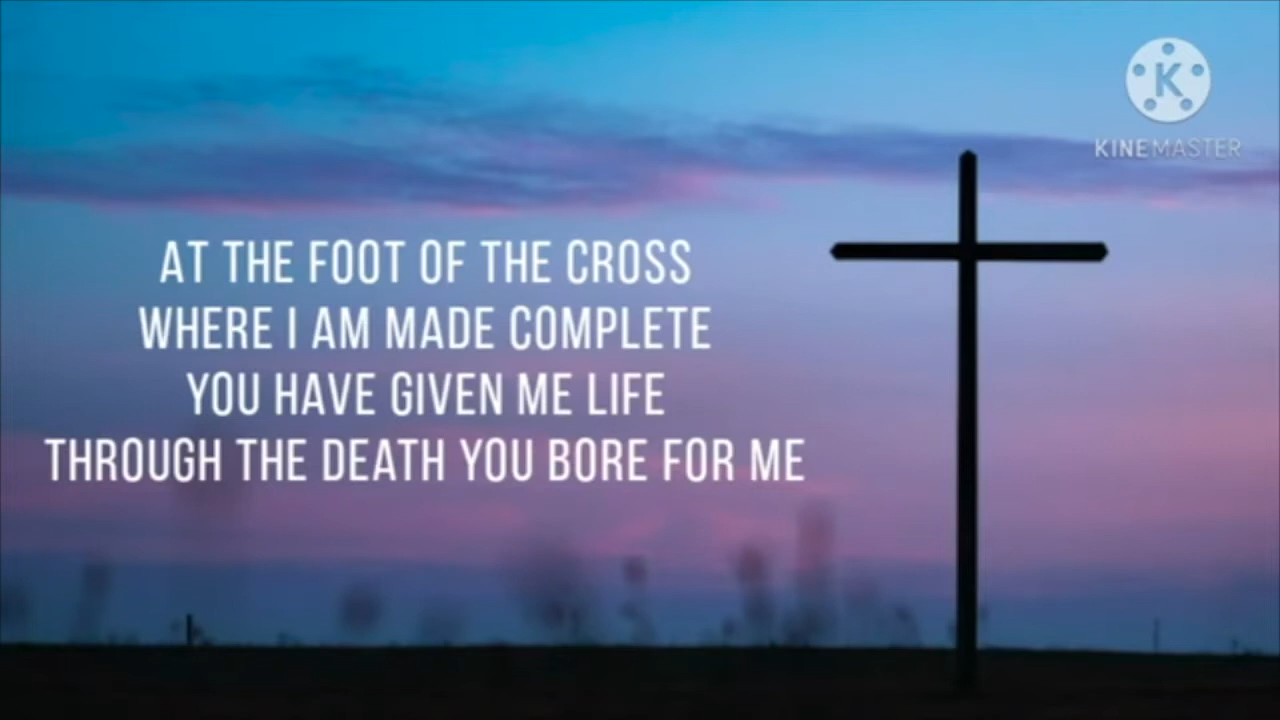 K
KINEMASTER
AT THE FOOT OF THE CROSS
WHERE I AM MADE COMPLETE
YOU HAVE GIVEN ME LIFE
THROUGH THE DEATH YOU BORE FOR ME